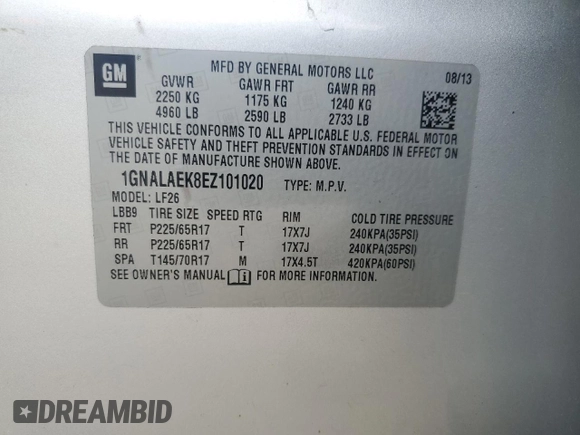 GM
MFD BY GENERAL MOTORS LLC 08/13
GVWR GAWR FRT GAWR RR
2250 KG 1175 KG 1240 KG
4960 LB 2590 LB 2733 LB
THIS VEHICLE CONFORMS TO ALL APPLICABLE U.S. FEDERAL MOTOR
VEHICLE SAFETY AND THEFT PREVENTION STANDARDS IN EFFECT ON
THE DATE OF MANUFACTURE SHOWN ABOVE.
1GNALAEK8EZ101020 TYPE: M.P.V.
MODEL: LF26
LBB9 TIRE SIZE SPEED RTG RIM COLD TIRE PRESSURE
FRT P225/65R17 T 17X7J 240KPA(35PSI)
RR P225/65R17 T 17X7J 240KPA(35PSI)
SPA T145/70R17 M 17X4.5T 420KPA(60PSI)
SEE OWNER'S MANUAL FOR MORE INFORMATION.
DREAMBID